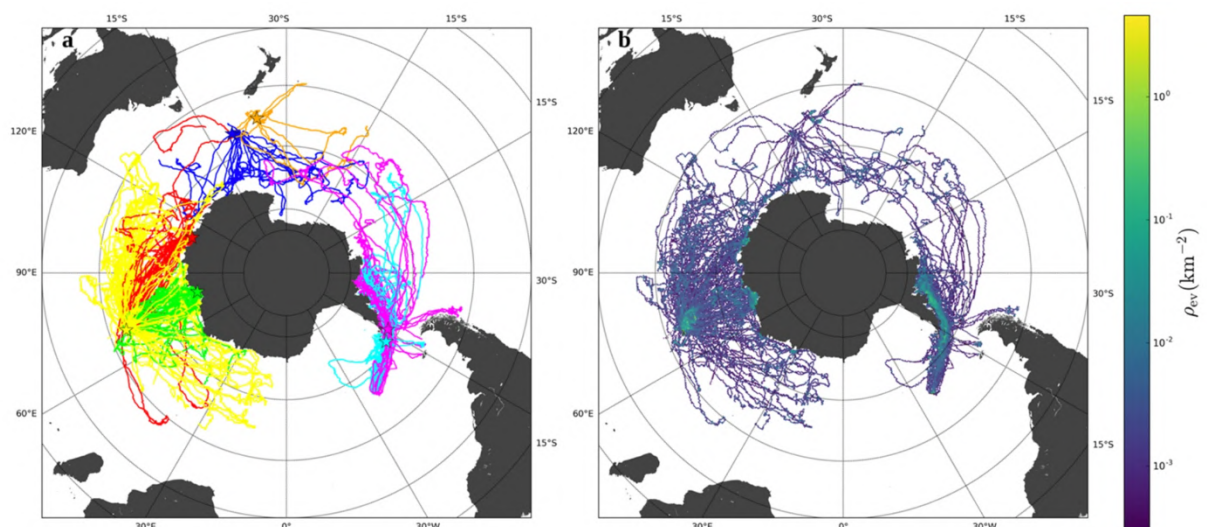 15°S 30°S 15°S 15°S 30°S 15°S
a b
15°S 15°S
10⁰
120°E 120°E
10⁻¹
90°E 30°S 90°E 30°S
ρev(km⁻²)
10⁻²
60°E 60°E
15°S 15°S
10⁻³
30°E 0° 30°W 30°E 0° 30°W